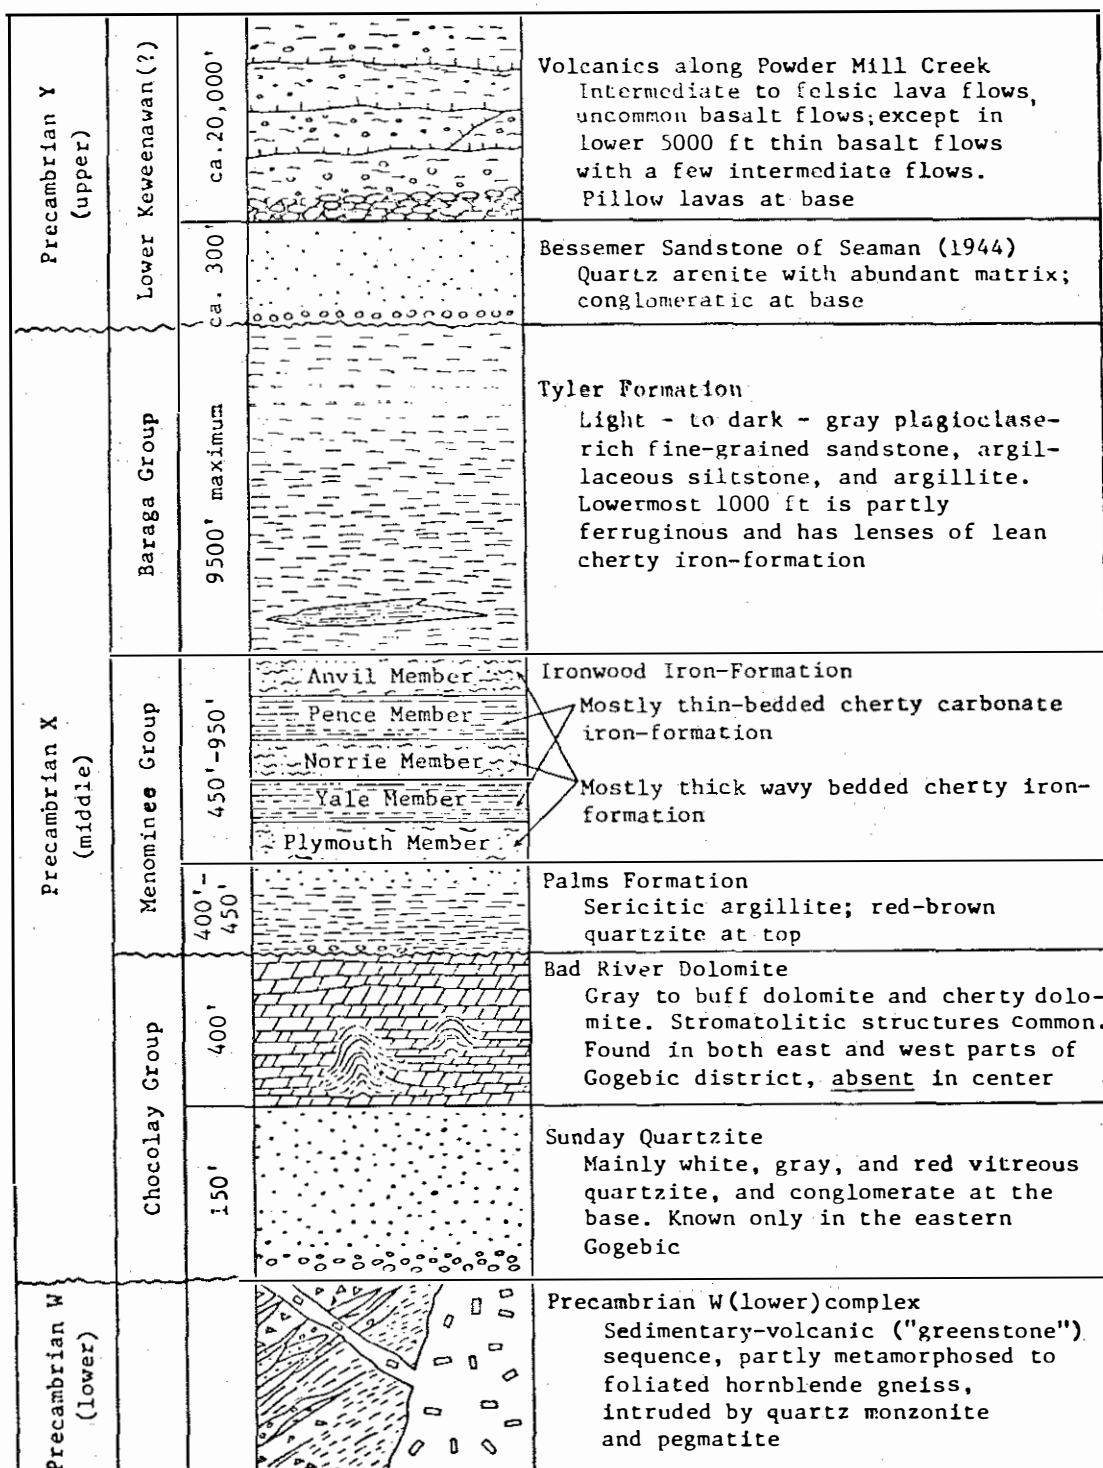 Precambrian Y
(upper)
Lower Keweenawan(?)
ca.20,000'
Volcanics along Powder Mill Creek
Intermediate to felsic lava flows,
uncommon basalt flows;except in
lower 5000 ft thin basalt flows
with a few intermediate flows.
Pillow lavas at base
ca. 300'
Bessemer Sandstone of Seaman (1944)
Quartz arenite with abundant matrix;
conglomeratic at base
Precambrian X
(middle)
Baraga Group
9500' maximum
Tyler Formation
Light - to dark - gray plagioclase-
rich fine-grained sandstone, argil-
laceous siltstone, and argillite.
Lowermost 1000 ft is partly
ferruginous and has lenses of lean
cherty iron-formation
Menominee Group
450'-950'
Anvil Member
Pence Member
Norrie Member
Yale Member
Plymouth Member
Ironwood Iron-Formation
Mostly thin-bedded cherty carbonate
iron-formation
Mostly thick wavy bedded cherty iron-
formation
400'-
450'
Palms Formation
Sericitic argillite; red-brown
quartzite at top
Chocolay Group
400'
Bad River Dolomite
Gray to buff dolomite and cherty dolo-
mite. Stromatolitic structures common.
Found in both east and west parts of
Gogebic district, absent in center
150'
Sunday Quartzite
Mainly white, gray, and red vitreous
quartzite, and conglomerate at the
base. Known only in the eastern
Gogebic
Precambrian W
(lower)
Precambrian W(lower)complex
Sedimentary-volcanic ("greenstone")
sequence, partly metamorphosed to
foliated hornblende gneiss,
intruded by quartz monzonite
and pegmatite